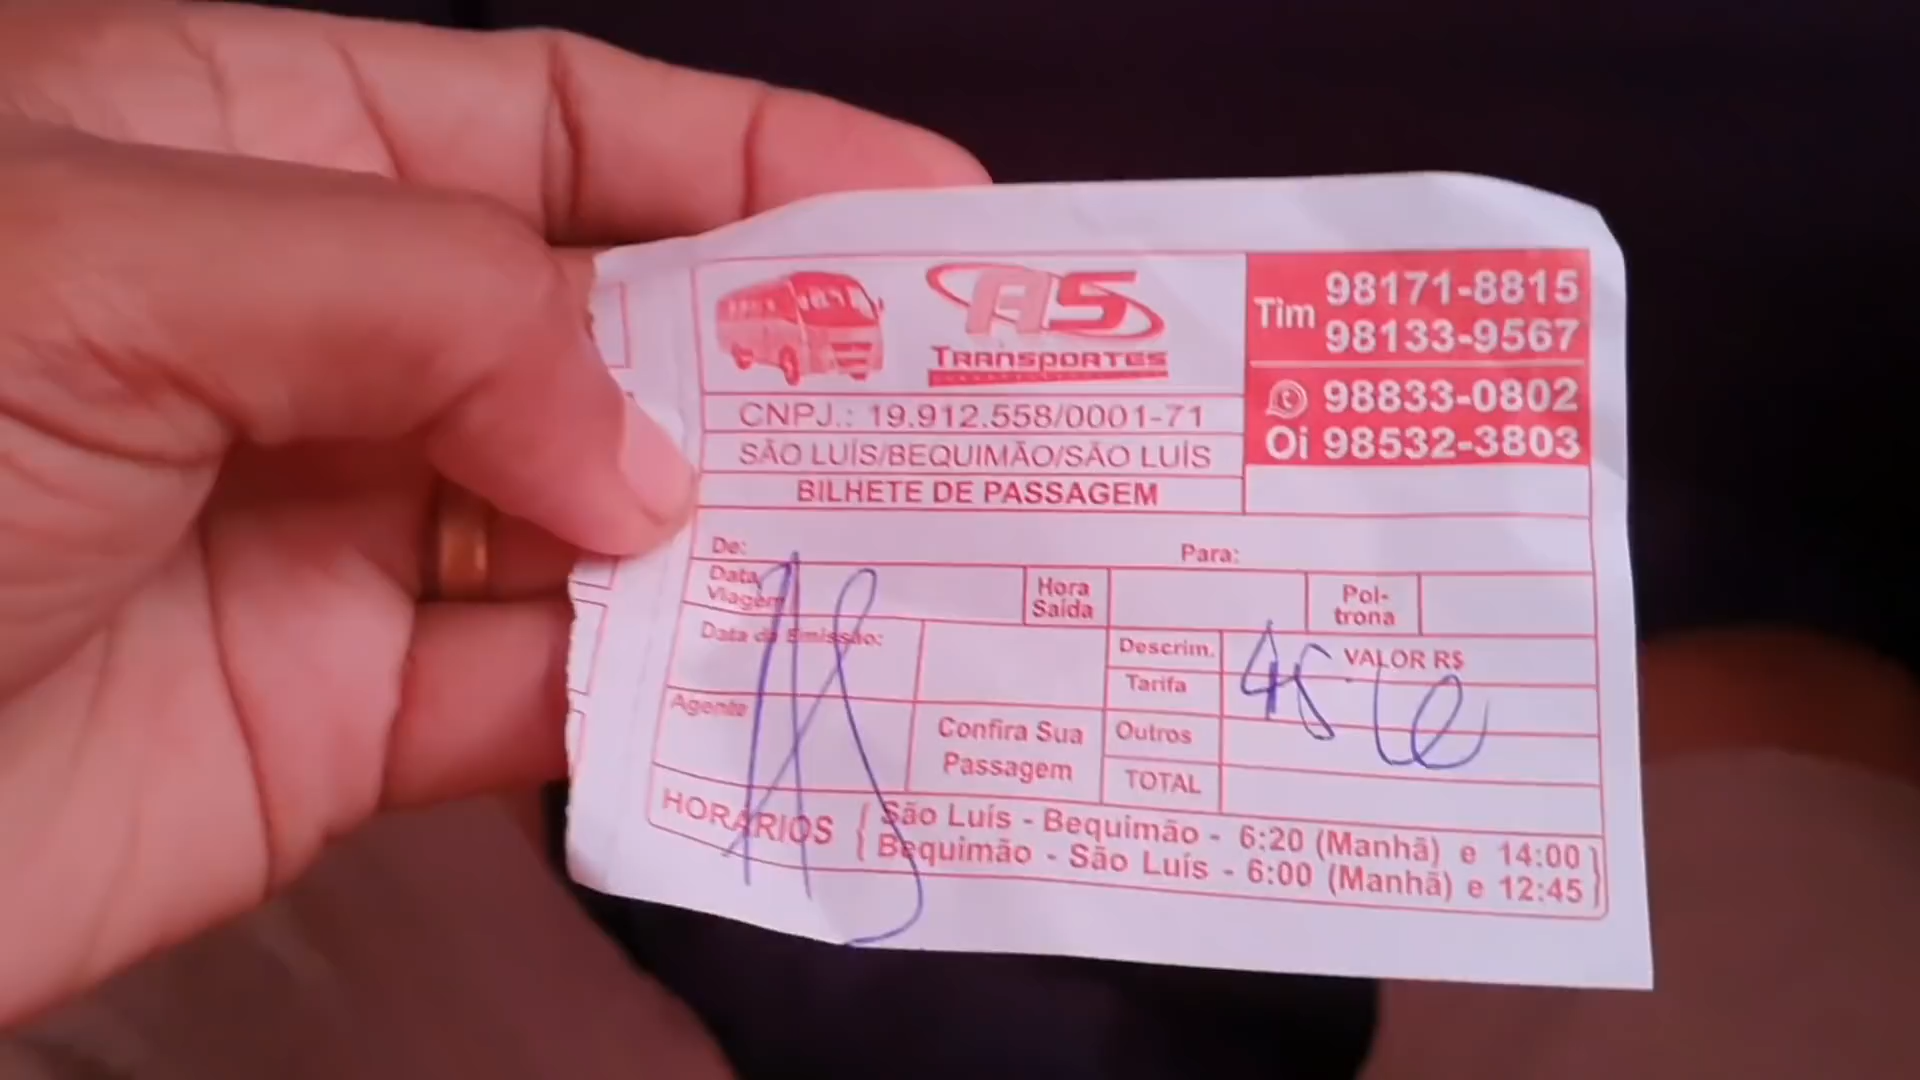 AS
TRANSPORTES
Tim 98171-8815
98133-9567
98833-0802
Oi 98532-3803
CNPJ.: 19.912.558/0001-71
SÃO LUÍS/BEQUIMÃO/SÃO LUÍS
BILHETE DE PASSAGEM
De: Para:
Data Viagem
Hora Saída
Pol-
trona
Data da Emissão:
Descrim. VALOR R$
Tarifa 45
Agente
Confira Sua
Passagem
Outros
TOTAL
HORÁRIOS
São Luís - Bequimão - 6:20 (Manhã) e 14:00
Bequimão - São Luís - 6:00 (Manhã) e 12:45